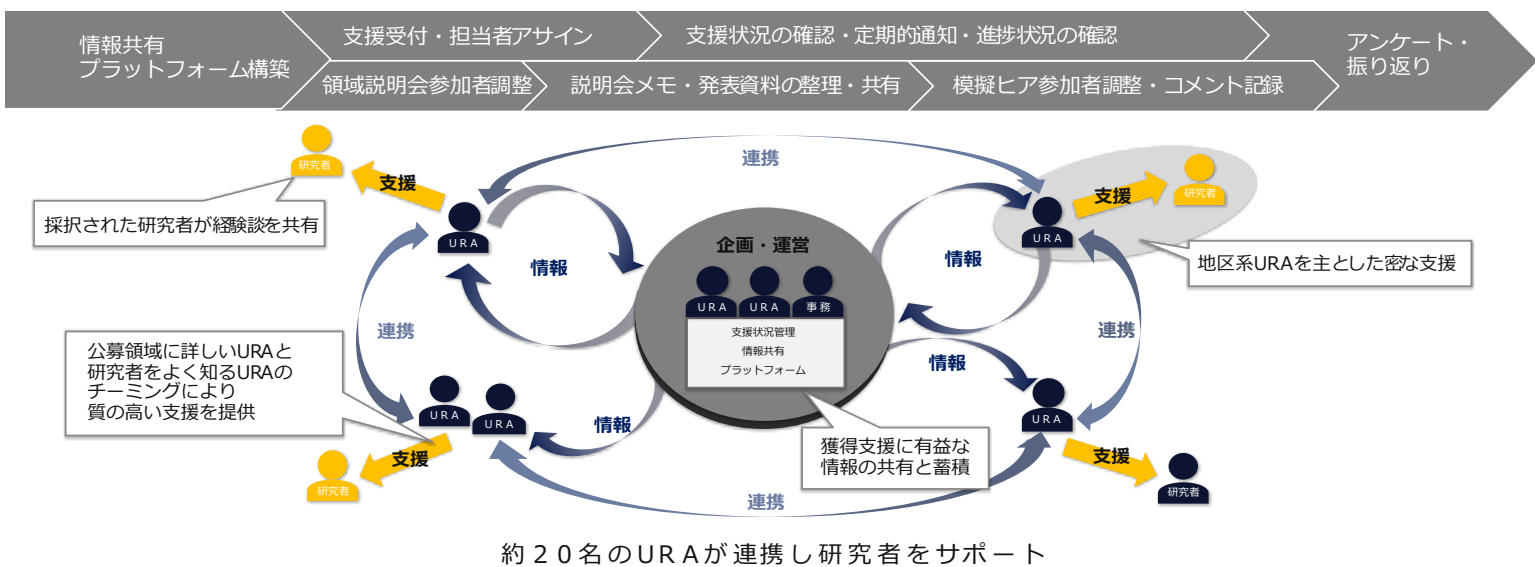 情報共有
プラットフォーム構築
支援受付・担当者アサイン
支援状況の確認・定期的通知・進捗状況の確認
領域説明会参加者調整
説明会メモ・発表資料の整理・共有
模擬ヒア参加者調整・コメント記録
アンケート・
振り返り
研究者
支援
採択された研究者が経験談を共有
URA
情報
連携
連携
企画・運営
URA
URA
事務
支援状況管理
情報共有
プラットフォーム
情報
URA
支援
研究者
地区系URAを主とした密な支援
連携
公募領域に詳しいURAと
研究者をよく知るURAの
チーミングにより
質の高い支援を提供
URA
URA
情報
支援
研究者
獲得支援に有益な
情報の共有と蓄積
連携
情報
URA
支援
研究者
約20名のURAが連携し研究者をサポート